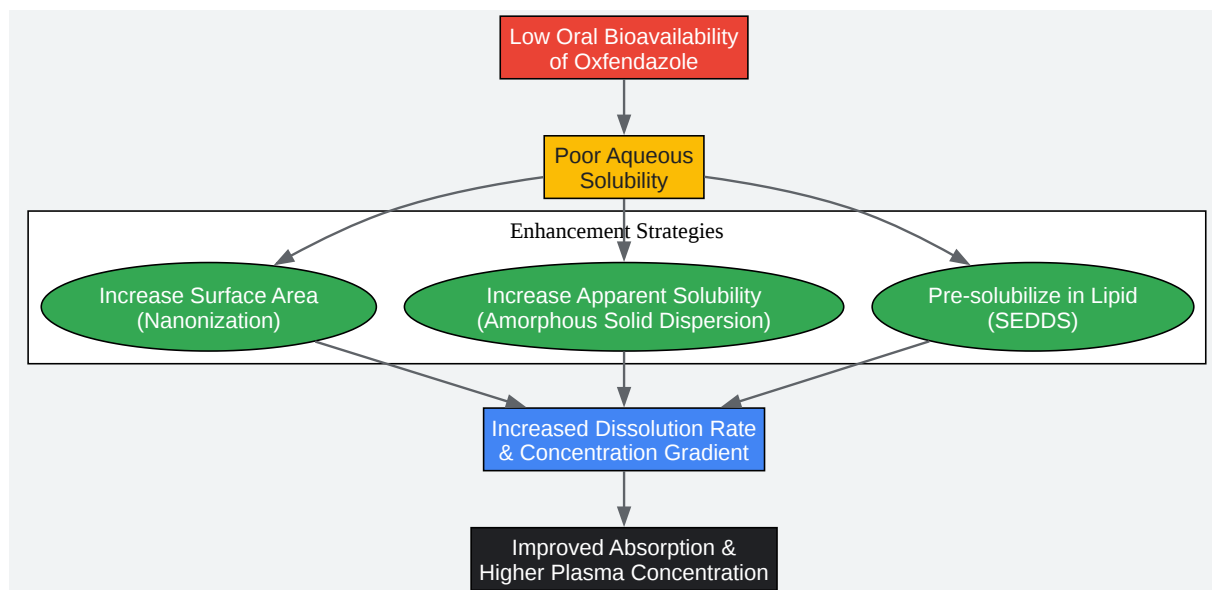 Low Oral Bioavailability
of Oxfendazole
Poor Aqueous
Solubility
Enhancement Strategies
Increase Surface Area
(Nanonization)
Increase Apparent Solubility
(Amorphous Solid Dispersion)
Pre-solubilize in Lipid
(SEDDS)
Increased Dissolution Rate
& Concentration Gradient
Improved Absorption &
Higher Plasma Concentration